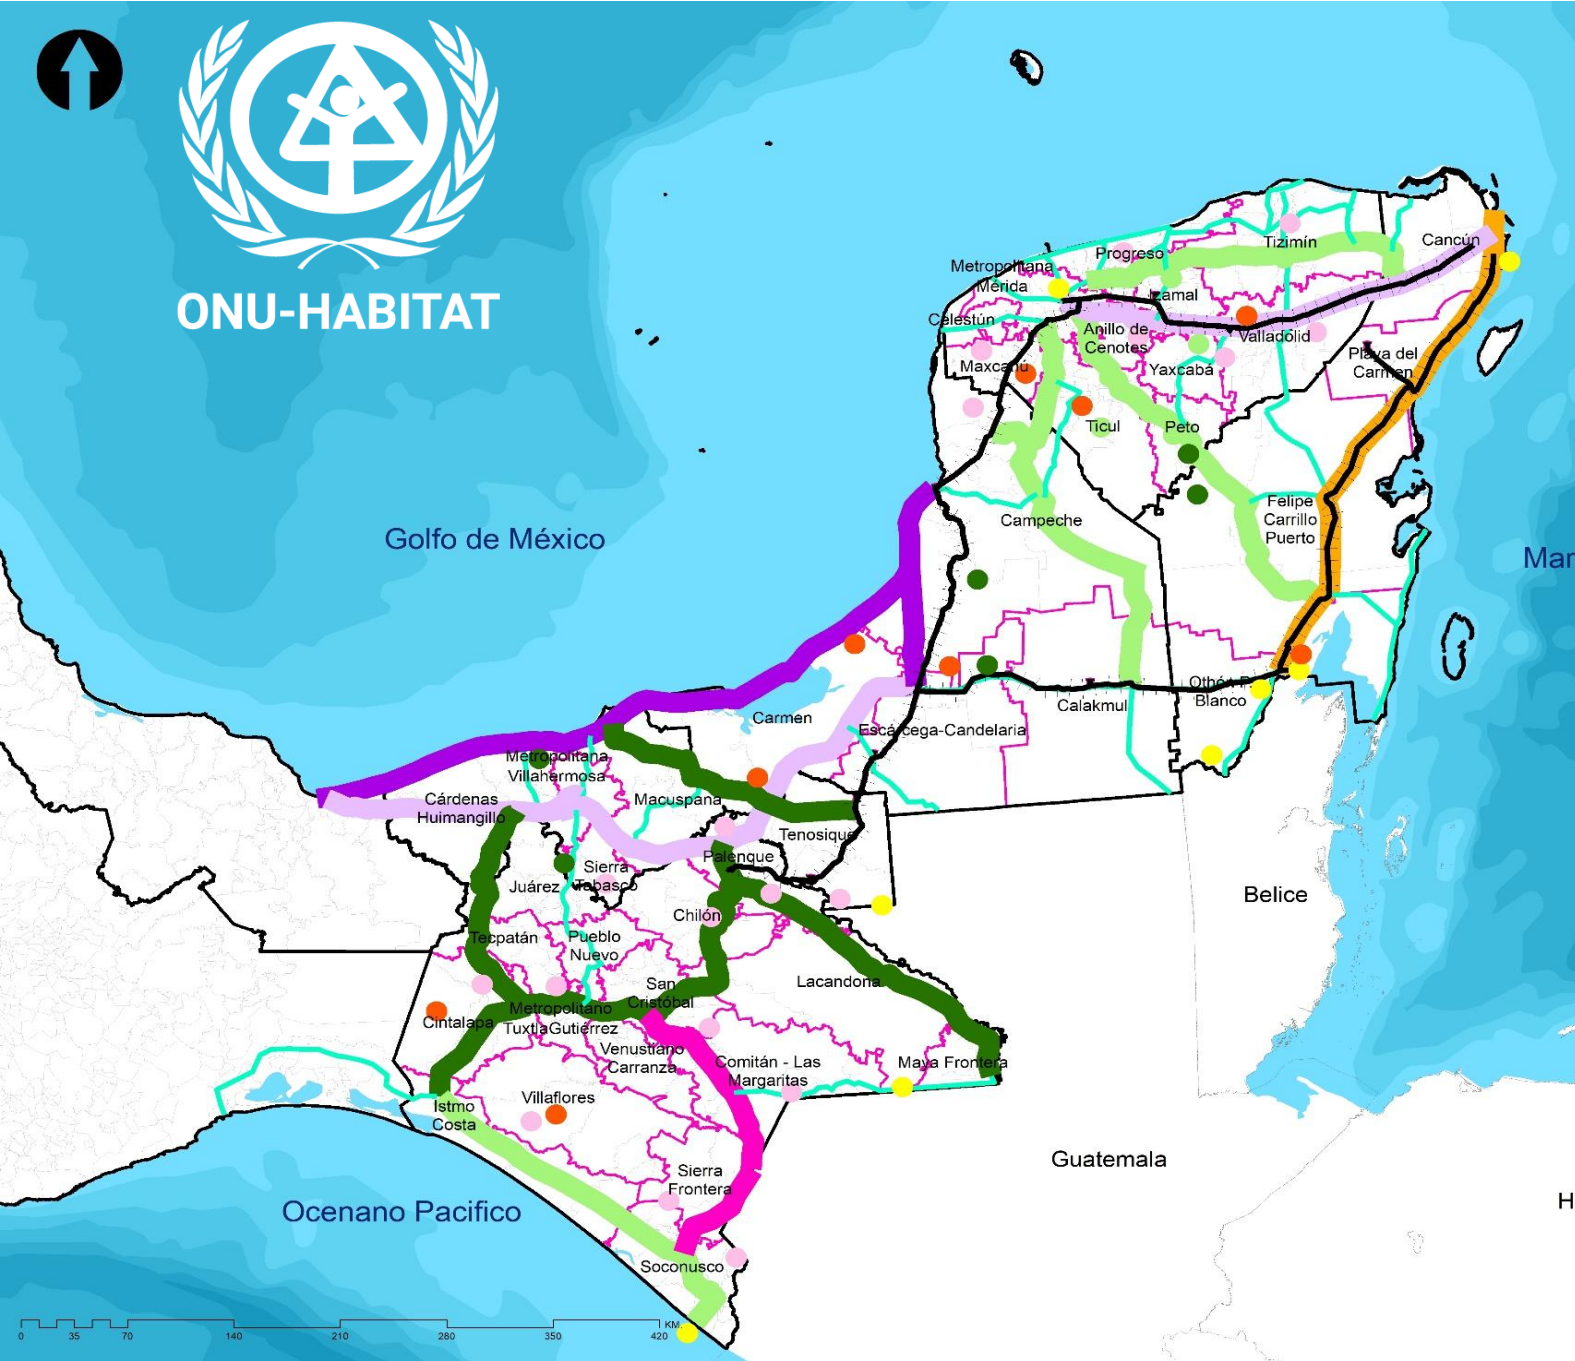 ONU-HABITAT
Golfo de México
Mar
Ocenano Pacifico
Belice
Guatemala
H
Metropolitana
Mérida
Progreso
Tizimín
Cancún
Izamal
Celestún
Anillo de
Cenotes
Valladolid
Maxcanú
Yaxcabá
Playa del
Carmen
Ticul
Peto
Campeche
Felipe
Carrillo
Puerto
Othón P
Blanco
Calakmul
Carmen
Escárcega-Candelaria
Metropolitana
Villahermosa
Cárdenas
Huimangillo
Macuspana
Tenosique
Palenque
Sierra
Tabasco
Juárez
Chilón
Tecpatán
Pueblo
Nuevo
San
Cristóbal
Lacandona
Metropolitano
TuxtlaGutiérrez
Cintalapa
Venustiano
Carranza
Comitán - Las
Margaritas
Maya Frontera
Villaflores
Istmo
Costa
Sierra
Frontera
Soconusco
0 35 70 140 210 280 350 420 KM.